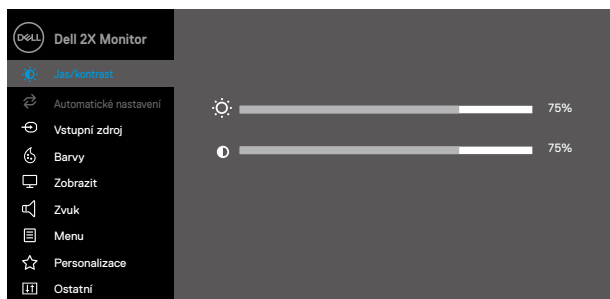 DELL Dell 2X Monitor
Jas/kontrast
Automatické nastavení
75%
Vstupní zdroj
Barvy
75%
Zobrazit
Zvuk
Menu
Personalizace
Ostatní